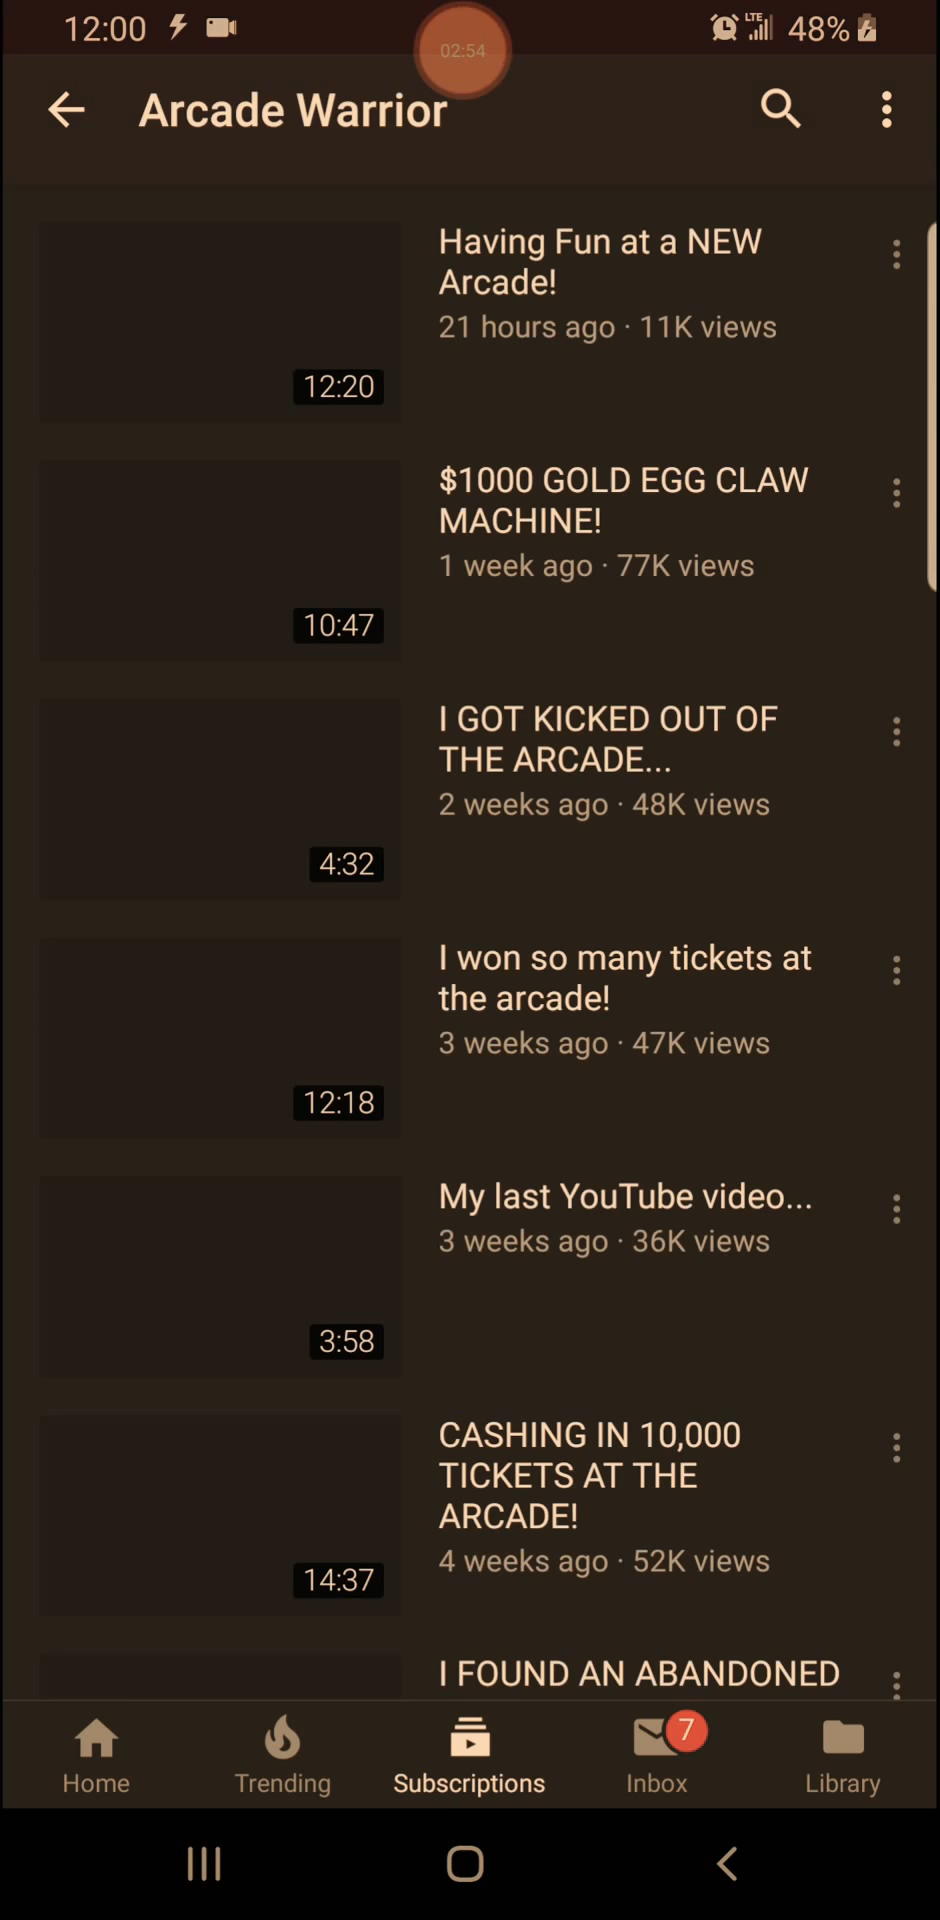 12:00
02:54
LTE
48%
Arcade Warrior
Having Fun at a NEW
Arcade!
21 hours ago · 11K views
12:20
$1000 GOLD EGG CLAW
MACHINE!
1 week ago · 77K views
10:47
I GOT KICKED OUT OF
THE ARCADE...
2 weeks ago · 48K views
4:32
I won so many tickets at
the arcade!
3 weeks ago · 47K views
12:18
My last YouTube video...
3 weeks ago · 36K views
3:58
CASHING IN 10,000
TICKETS AT THE
ARCADE!
4 weeks ago · 52K views
14:37
I FOUND AN ABANDONED
7
Home
Trending
Subscriptions
Inbox
Library